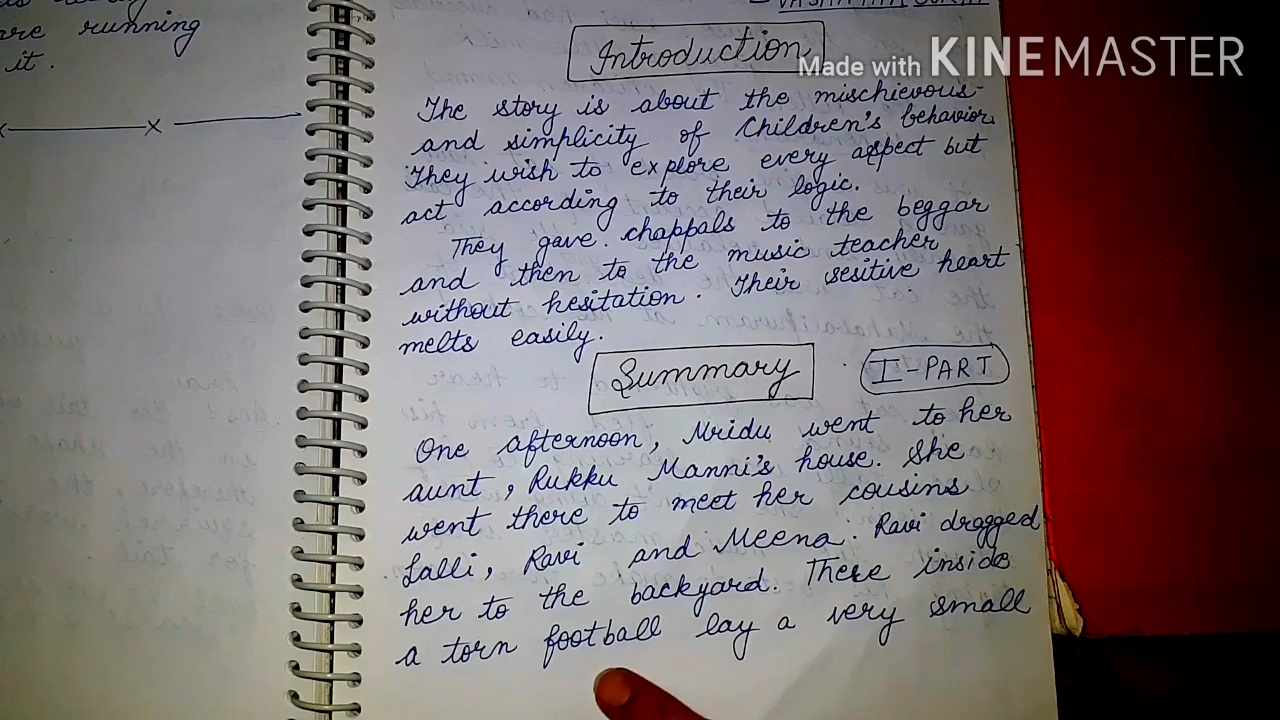 are running
it.
Made with KINEMASTER
Introduction
The story is about the mischievous-
and simplicity of Children's behavior.
They wish to explore every aspect but
act according to their logic.
They gave chappals to the beggar
and then to the music teacher
without hesitation. Their sesitive heart
melts easily.
Summary
I-PART
One afternoon, Mridu went to her
aunt, Rukku Manni's house. She
went there to meet her cousins
Lalli, Ravi and Meena. Ravi dragged
her to the backyard. There inside
a torn football lay a very small